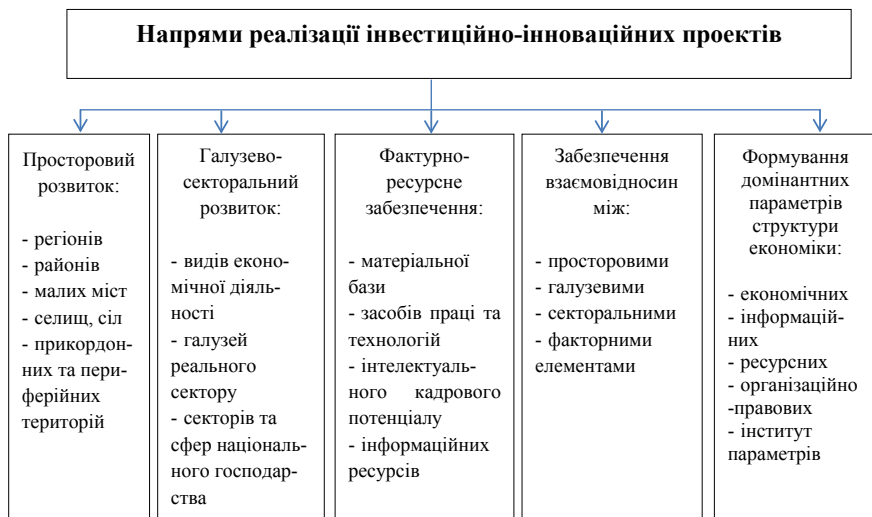 Напрями реалізації інвестиційно-інноваційних проектів
Просторовий
розвиток:
- регіонів
- районів
- малих міст
- селищ, сіл
- прикордон-
них та пери-
ферійних
територій
Галузево-
секторальний
розвиток:
- видів еконо-
мічної діяль-
ності
- галузей
реального
сектору
- секторів та
сфер національ-
ного господар-
ства
Фактурно-
ресурсне
забезпечення:
- матеріальної
бази
- засобів праці та
технологій
- інтелектуаль-
ного кадрового
потенціалу
- інформаційних
ресурсів
Забезпечення
взаємовідносин
між:
- просторовими
- галузевими
- секторальними
- факторними
елементами
Формування
домінантних
параметрів
структури
економіки:
- економічних
- інформацій-
них
- ресурсних
- організаційно
-правових
- інститут
параметрів